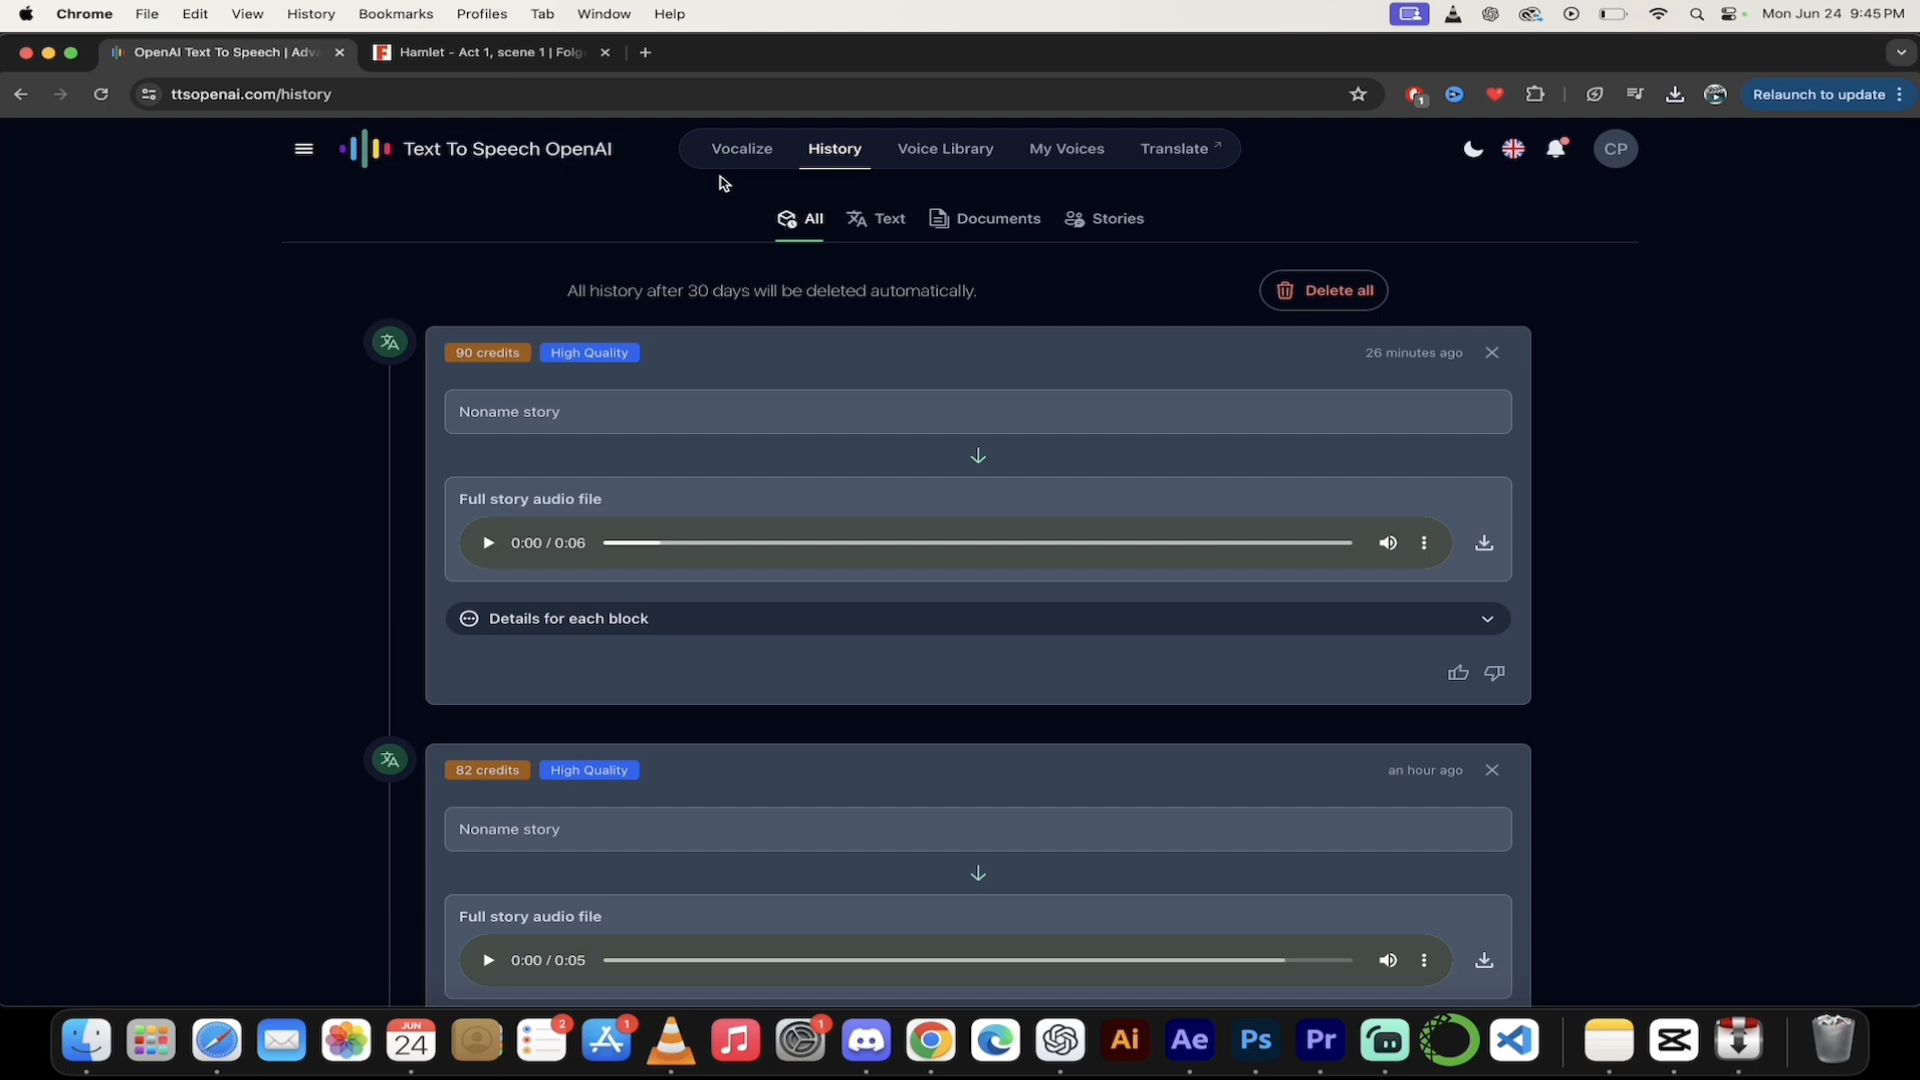 Chrome File Edit View History Bookmarks Profiles Tab Window Help Mon Jun 24 9:45 PM
OpenAI Text To Speech | Adv Hamlet - Act 1, scene 1 | Folg
ttsopenai.com/history 1 Relaunch to update
Text To Speech OpenAI Vocalize History Voice Library My Voices Translate CP
All Text Documents Stories
All history after 30 days will be deleted automatically. Delete all
90 credits High Quality 26 minutes ago
Noname story
Full story audio file
0:00 / 0:06
Details for each block
82 credits High Quality an hour ago
Noname story
Full story audio file
0:00 / 0:05
JUN 2 1 1
24 Ai Ae Ps Pr